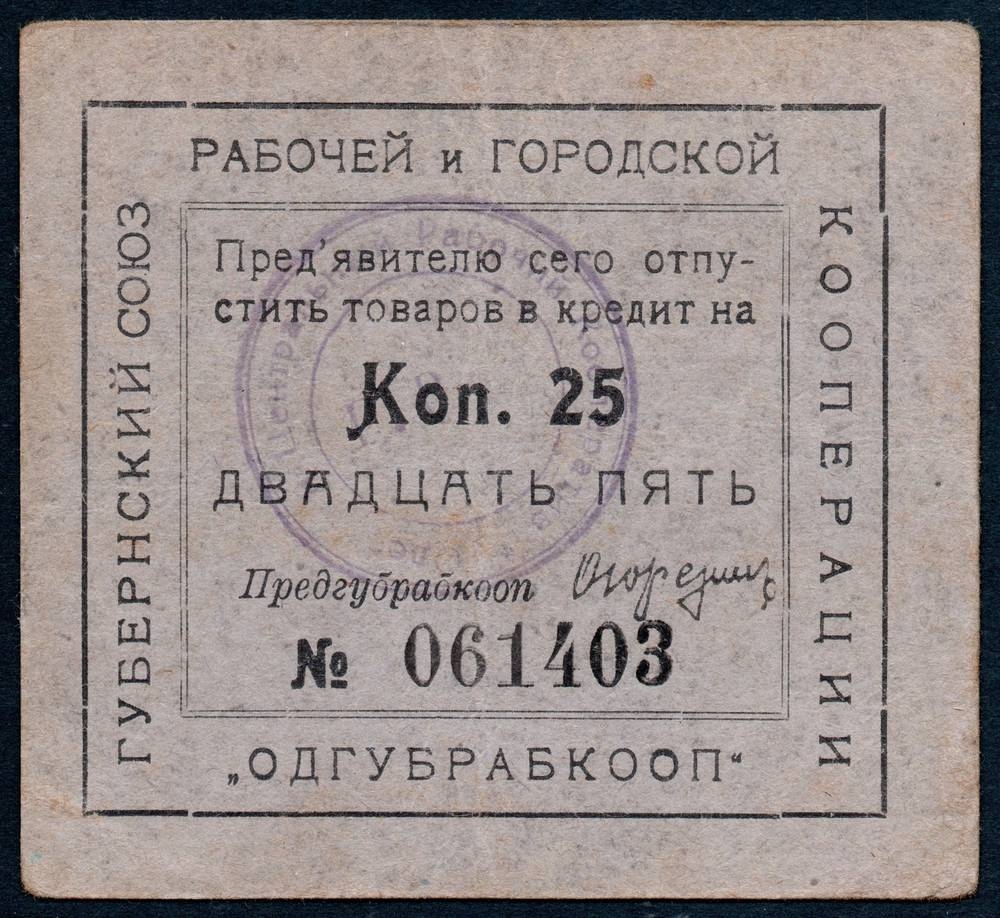 ГУБЕРНСКИЙ СОЮЗ
РАБОЧЕЙ и ГОРОДСКОЙ
КООПЕРАЦИИ
Пред'явителю сего отпу-
стить товаров в кредит на
Коп. 25
ДВАДЦАТЬ ПЯТЬ
Предгубрабкооп
№ 061403
„ОДГУБРАБКООП“